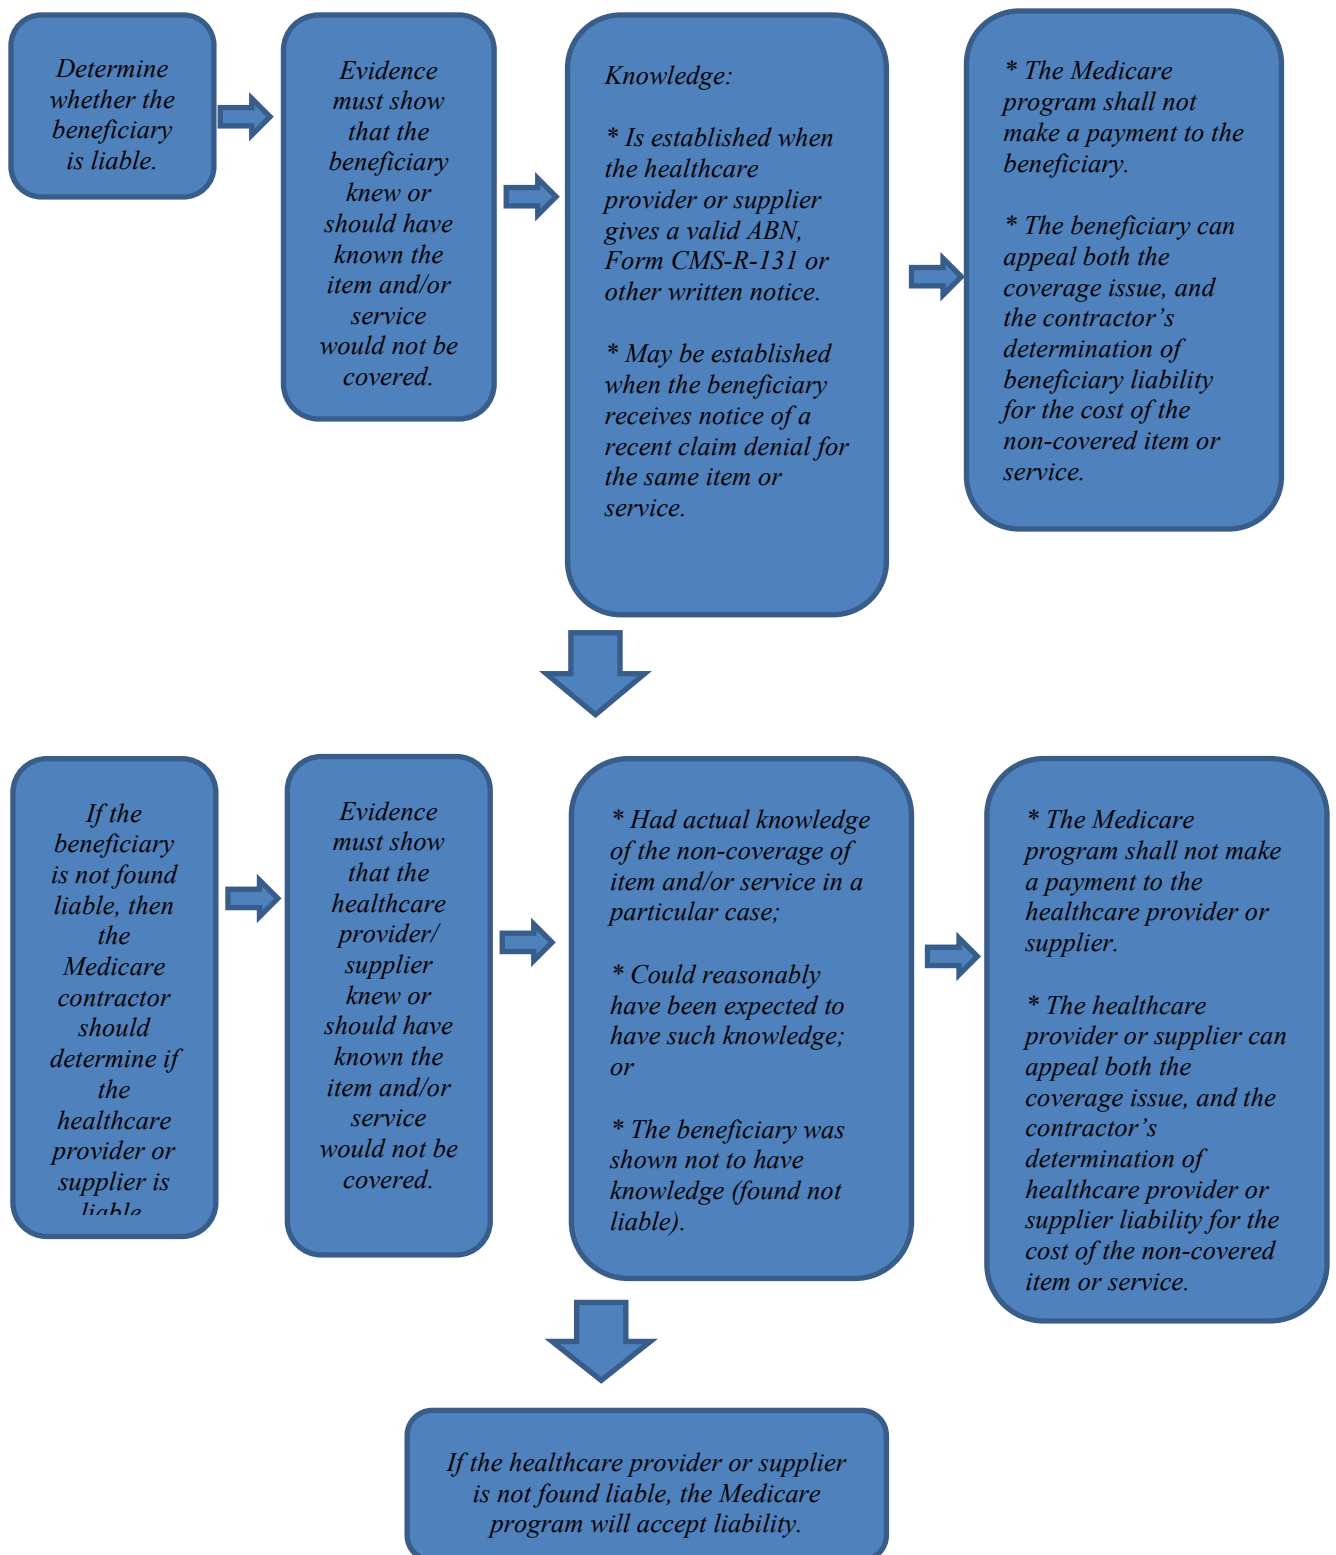 Determine
whether the
beneficiary
is liable.
Evidence
must show
that the
beneficiary
knew or
should have
known the
item and/or
service
would not be
covered.
Knowledge:
* Is established when
the healthcare
provider or supplier
gives a valid ABN,
Form CMS-R-131 or
other written notice.
* May be established
when the beneficiary
receives notice of a
recent claim denial for
the same item or
service.
* The Medicare
program shall not
make a payment to the
beneficiary.
* The beneficiary can
appeal both the
coverage issue, and
the contractor’s
determination of
beneficiary liability
for the cost of the
non-covered item or
service.
If the
beneficiary
is not found
liable, then
the
Medicare
contractor
should
determine if
the
healthcare
provider or
supplier is
liable
Evidence
must show
that the
healthcare
provider/
supplier
knew or
should have
known the
item and/or
service
would not be
covered.
* Had actual knowledge
of the non-coverage of
item and/or service in a
particular case;
* Could reasonably
have been expected to
have such knowledge;
or
* The beneficiary was
shown not to have
knowledge (found not
liable).
* The Medicare
program shall not make
a payment to the
healthcare provider or
supplier.
* The healthcare
provider or supplier can
appeal both the
coverage issue, and the
contractor’s
determination of
healthcare provider or
supplier liability for the
cost of the non-covered
item or service.
If the healthcare provider or supplier
is not found liable, the Medicare
program will accept liability.